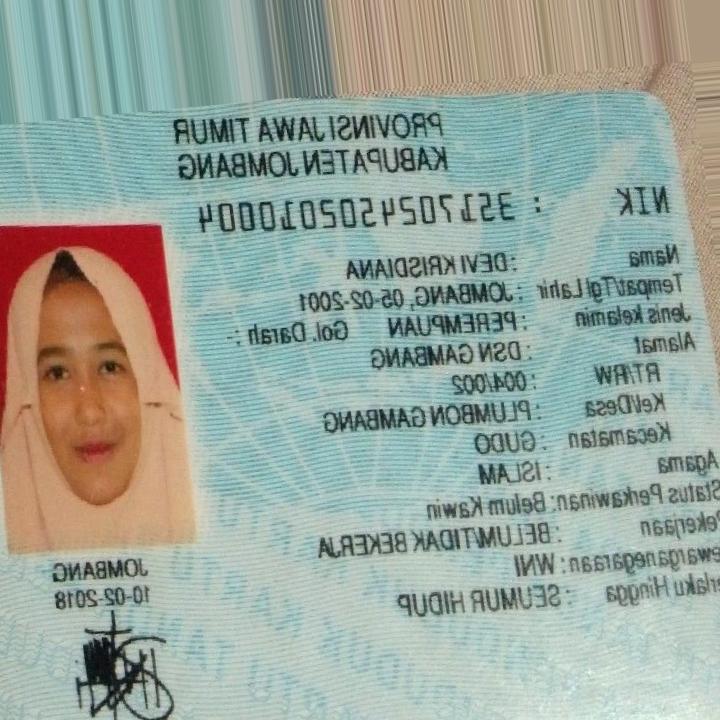 PROVINSI JAWA TIMUR
KABUPATEN JOMBANG
NIK : 3517024502010004
Nama : DEVI KRISDIANA
Tempat/Tgl Lahir : JOMBANG, 05-02-2001
Jenis kelamin : PEREMPUAN Gol. Darah :-
Alamat : DSN GAMBANG
RT/RW : 004/002
Kel/Desa : PLUMBON GAMBANG
Kecamatan : GUDO
Agama : ISLAM
Status Perkawinan: Belum Kawin
Pekerjaan : BELUM/TIDAK BEKERJA
ewarganegaraan : WNI
erlaku Hingga : SEUMUR HIDUP
JOMBANG
10-02-2018